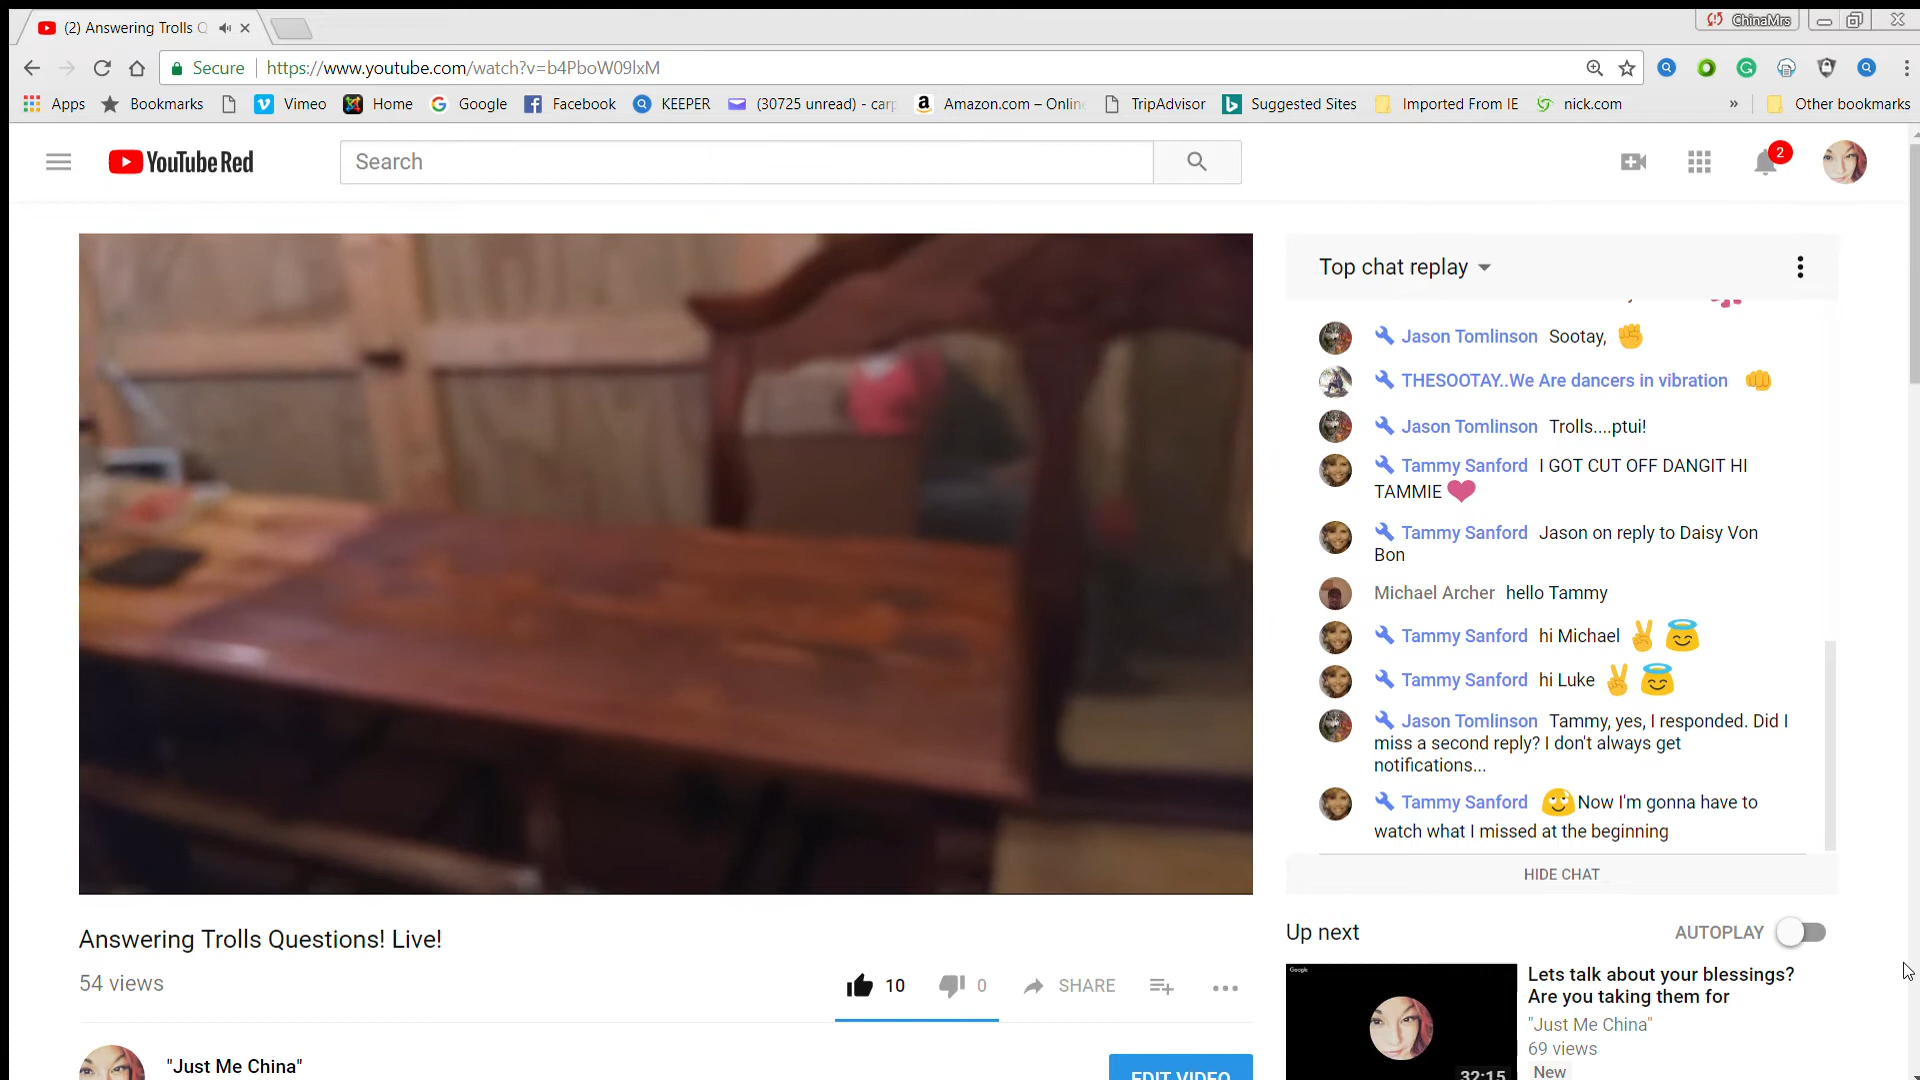 (2) Answering Trolls Q
ChinaMrs
Secure
https://www.youtube.com/watch?v=b4PboW09lxM
Apps
Bookmarks
Vimeo
Home
Google
Facebook
KEEPER
(30725 unread) - carp
Amazon.com – Online
TripAdvisor
Suggested Sites
Imported From IE
nick.com
»
Other bookmarks
YouTube Red
Search
2
Top chat replay
Jason Tomlinson Sootay, ✊
THESOOTAY..We Are dancers in vibration 👊
Jason Tomlinson Trolls....ptui!
Tammy Sanford I GOT CUT OFF DANGIT HI
TAMMIE ❤
Tammy Sanford Jason on reply to Daisy Von
Bon
Michael Archer hello Tammy
Tammy Sanford hi Michael ✌ 😇
Tammy Sanford hi Luke ✌ 😇
Jason Tomlinson Tammy, yes, I responded. Did I
miss a second reply? I don't always get
notifications...
Tammy Sanford 🙄Now I'm gonna have to
watch what I missed at the beginning
HIDE CHAT
Answering Trolls Questions! Live!
54 views
10
0
SHARE
"Just Me China"
EDIT VIDEO
Up next
AUTOPLAY
Google
32:15
Lets talk about your blessings?
Are you taking them for
"Just Me China"
69 views
New